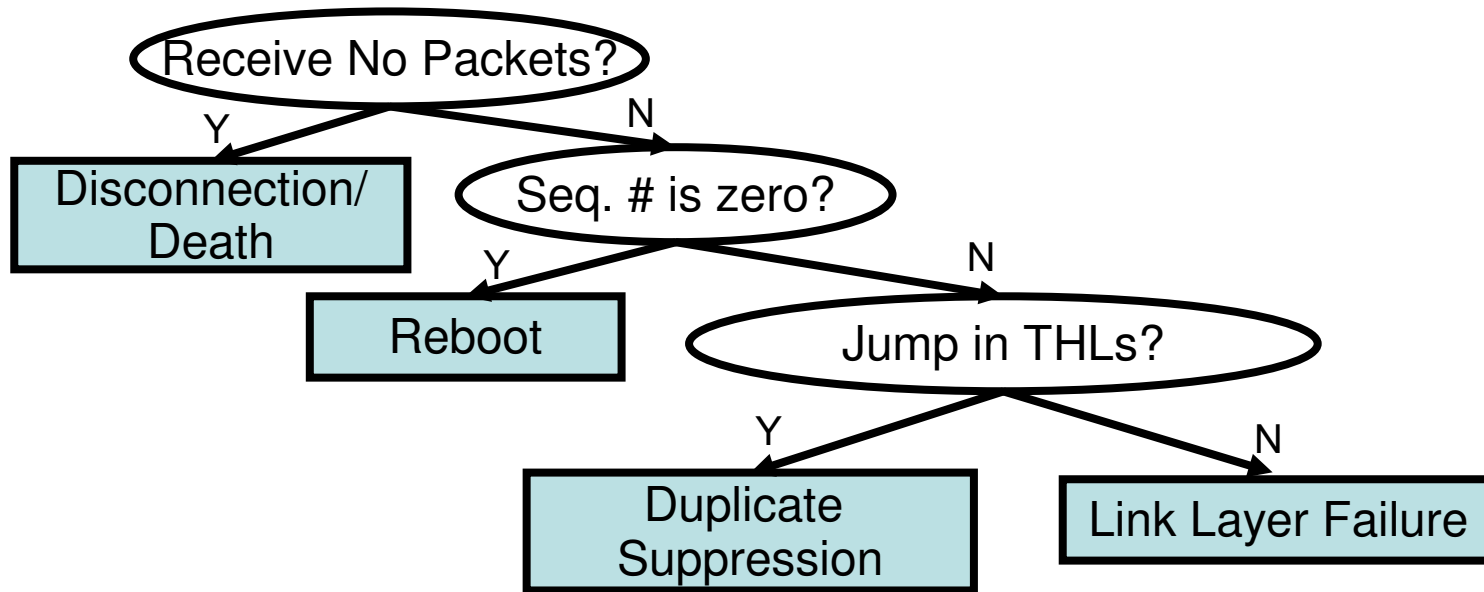 Receive No Packets?
Y
N
Disconnection/
Death
Seq. # is zero?
Y
N
Reboot
Jump in THLs?
Y
N
Duplicate
Suppression
Link Layer Failure